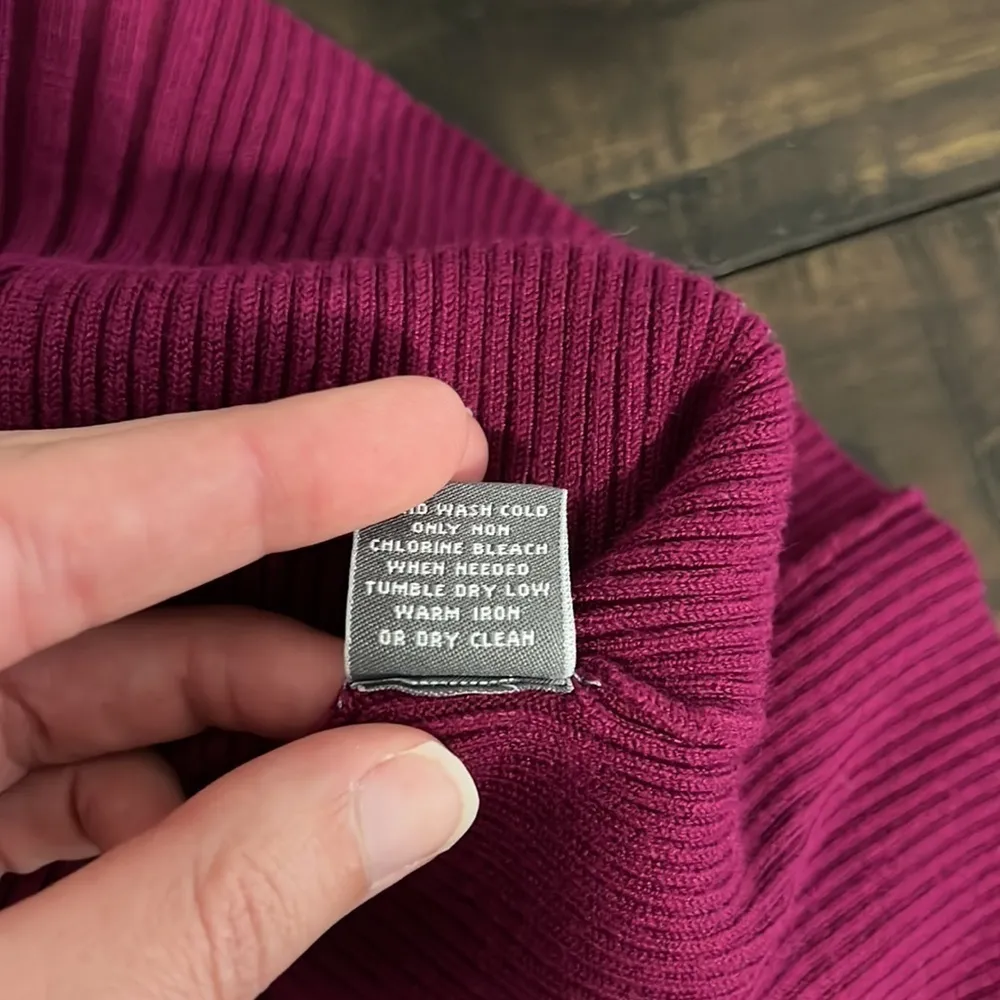 WASH COLD
ONLY NON
CHLORINE BLEACH
WHEN NEEDED
TUMBLE DRY LOW
WARM IRON
OR DRY CLEAN